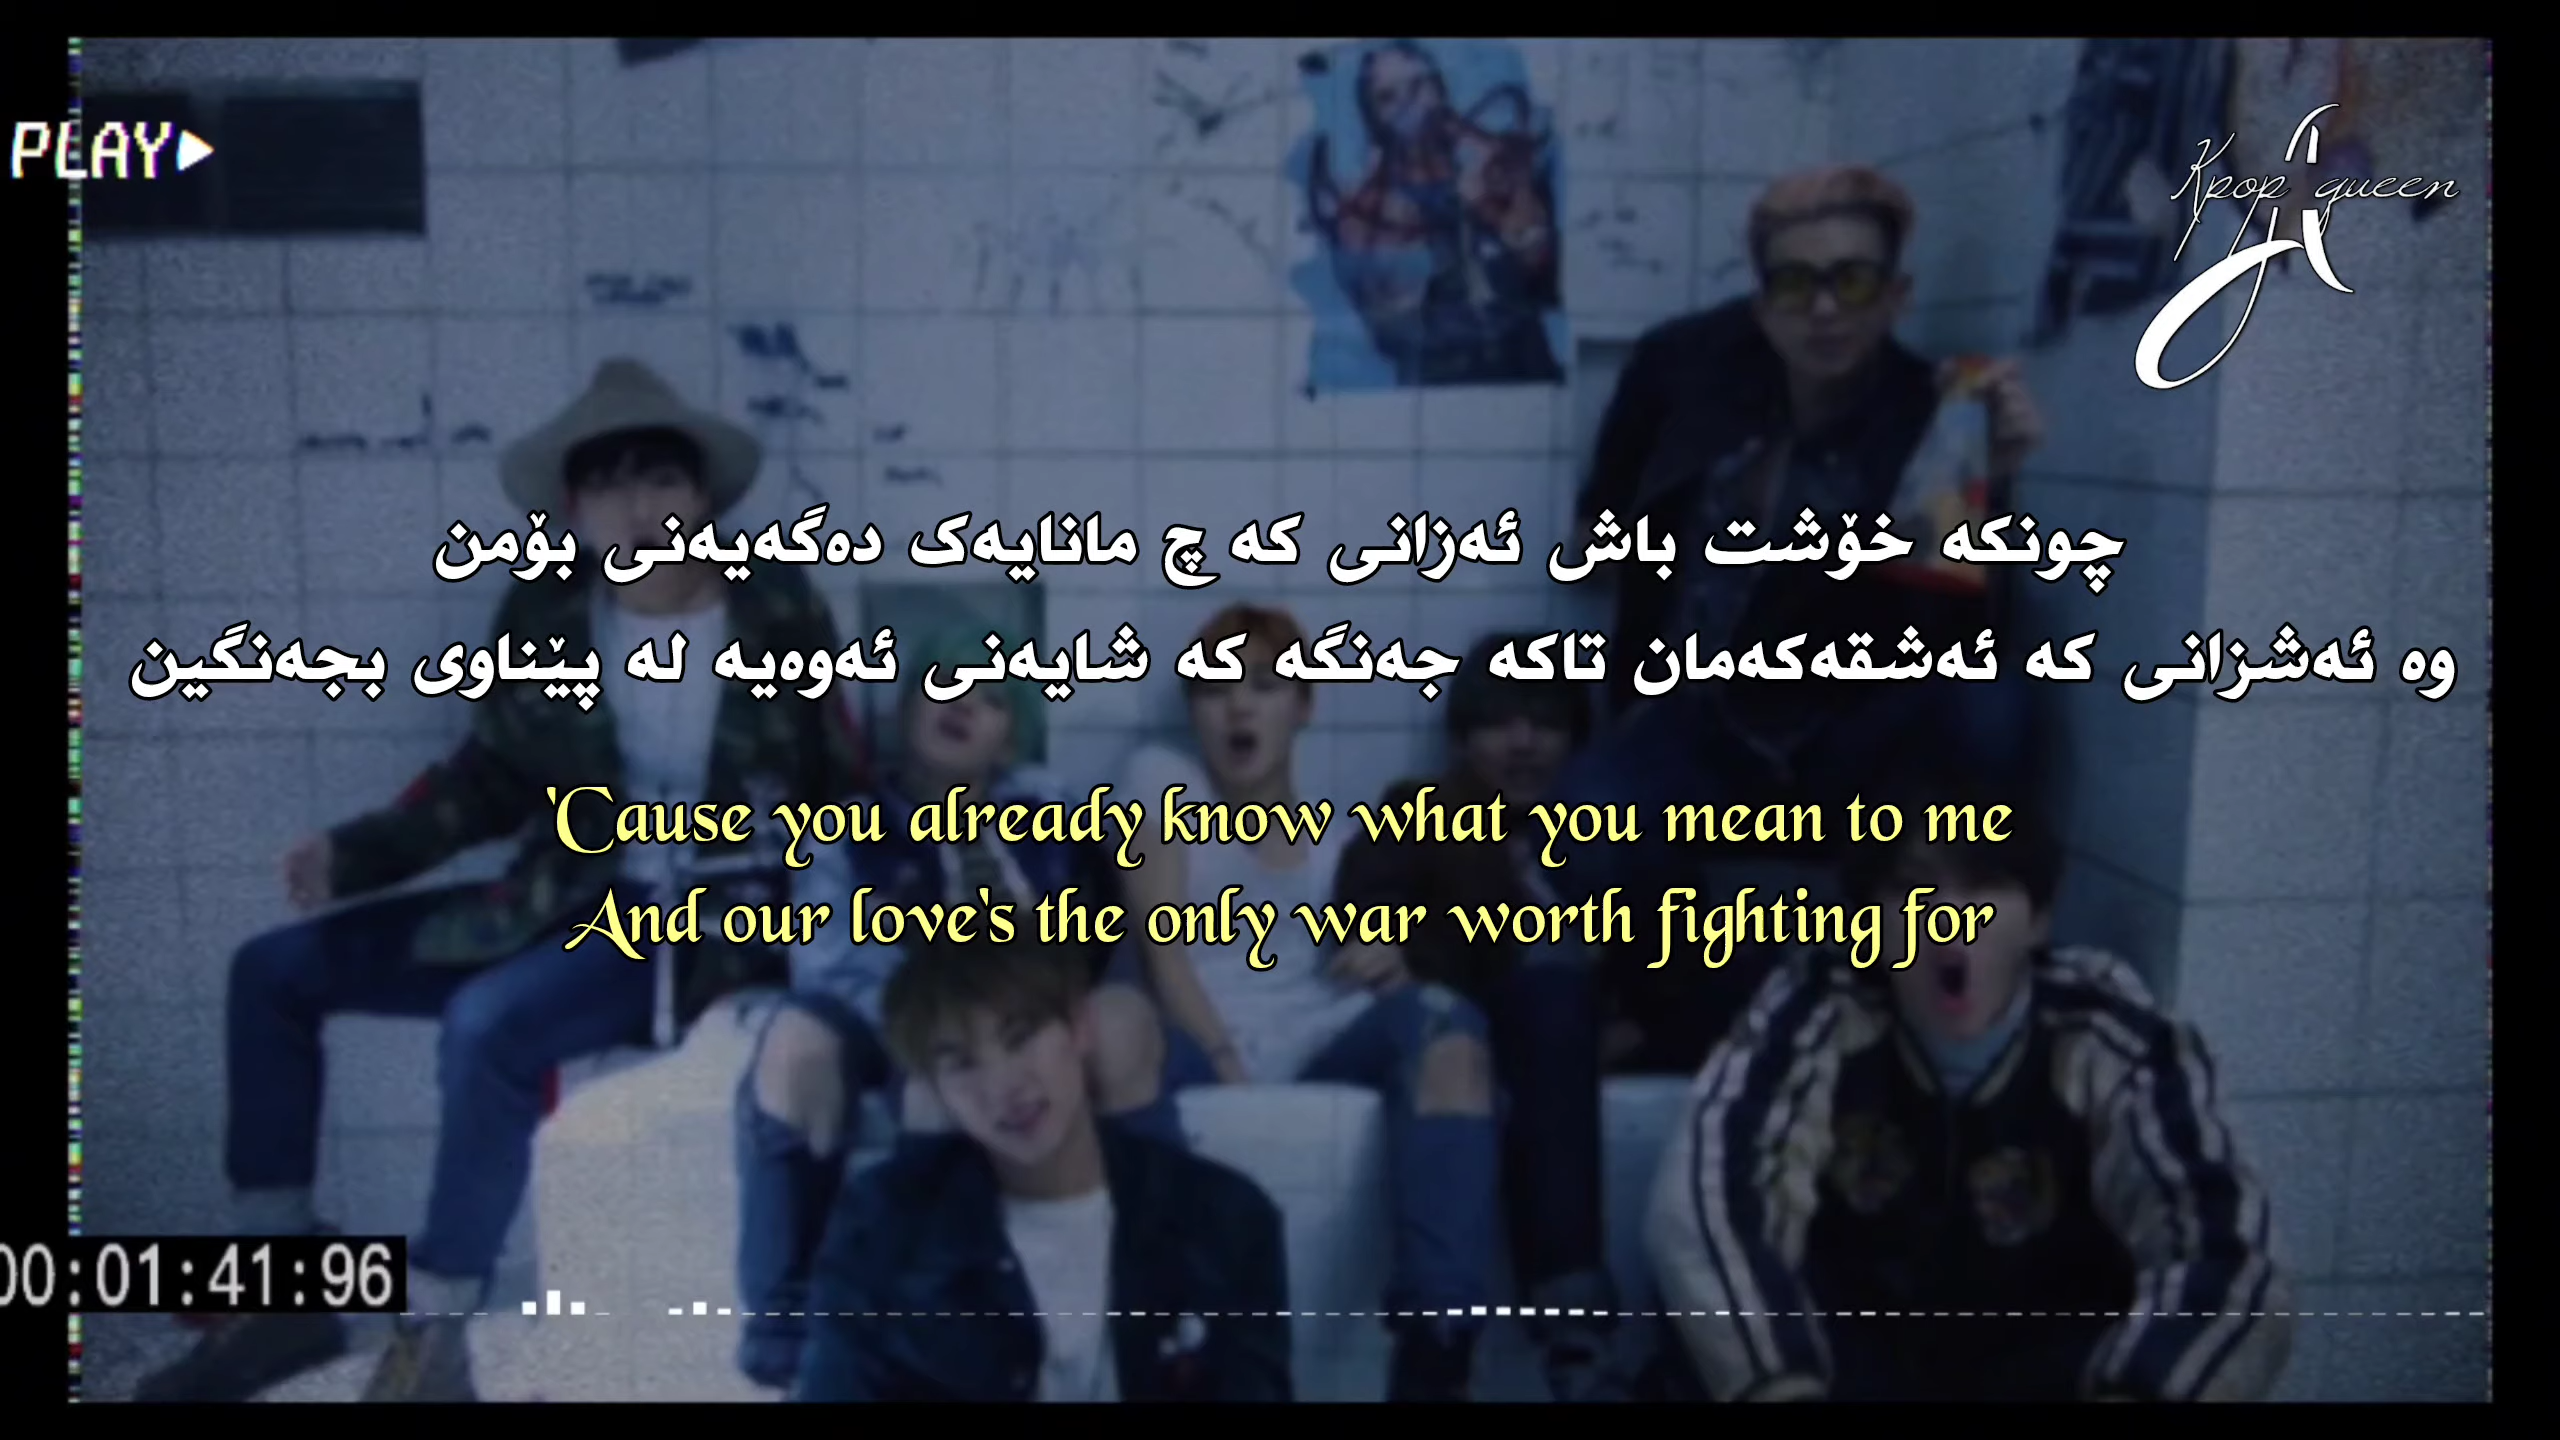 PLAY
Kpop queen
چونکە خۆشت باش ئەزانی کە چ مانایەک دەگەیەنی بۆمن
وە ئەشزانی کە ئەشقەکەمان تاکە جەنگە کە شایەنی ئەوەیە لە پێناوی بجەنگین
'Cause you already know what you mean to me
And our love's the only war worth fighting for
00:01:41:96